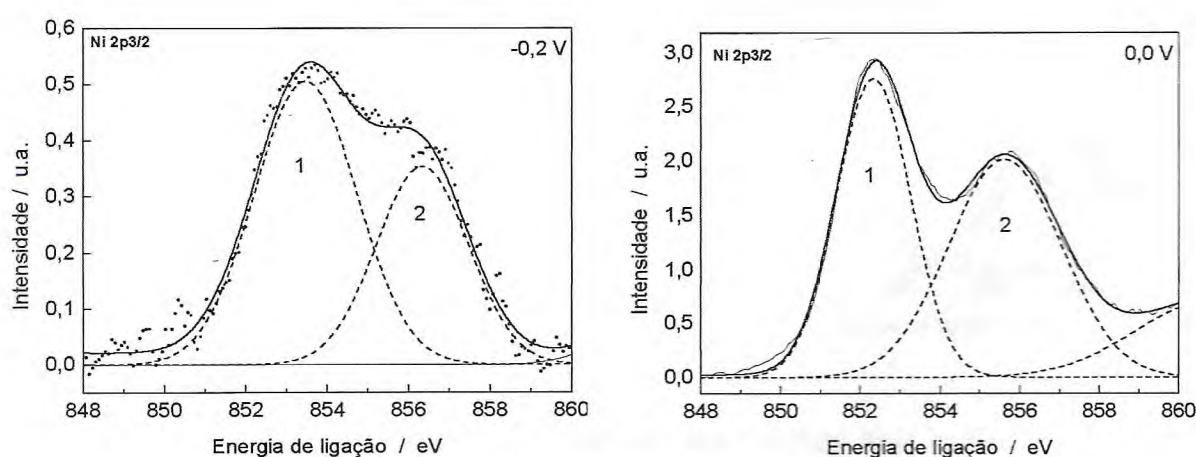 0,6
Ni 2p3/2
-0,2 V
0,5
0,4
0,3
0,2
0,1
0,0
1
2
848 850 852 854 856 858 860
Energia de ligação / eV
Intensidade / u.a.
3,0
Ni 2p3/2
0,0 V
2,5
2,0
1,5
1,0
0,5
0,0
1
2
848 850 852 854 856 858 860
Energia de ligação / eV
Intensidade / u.a.